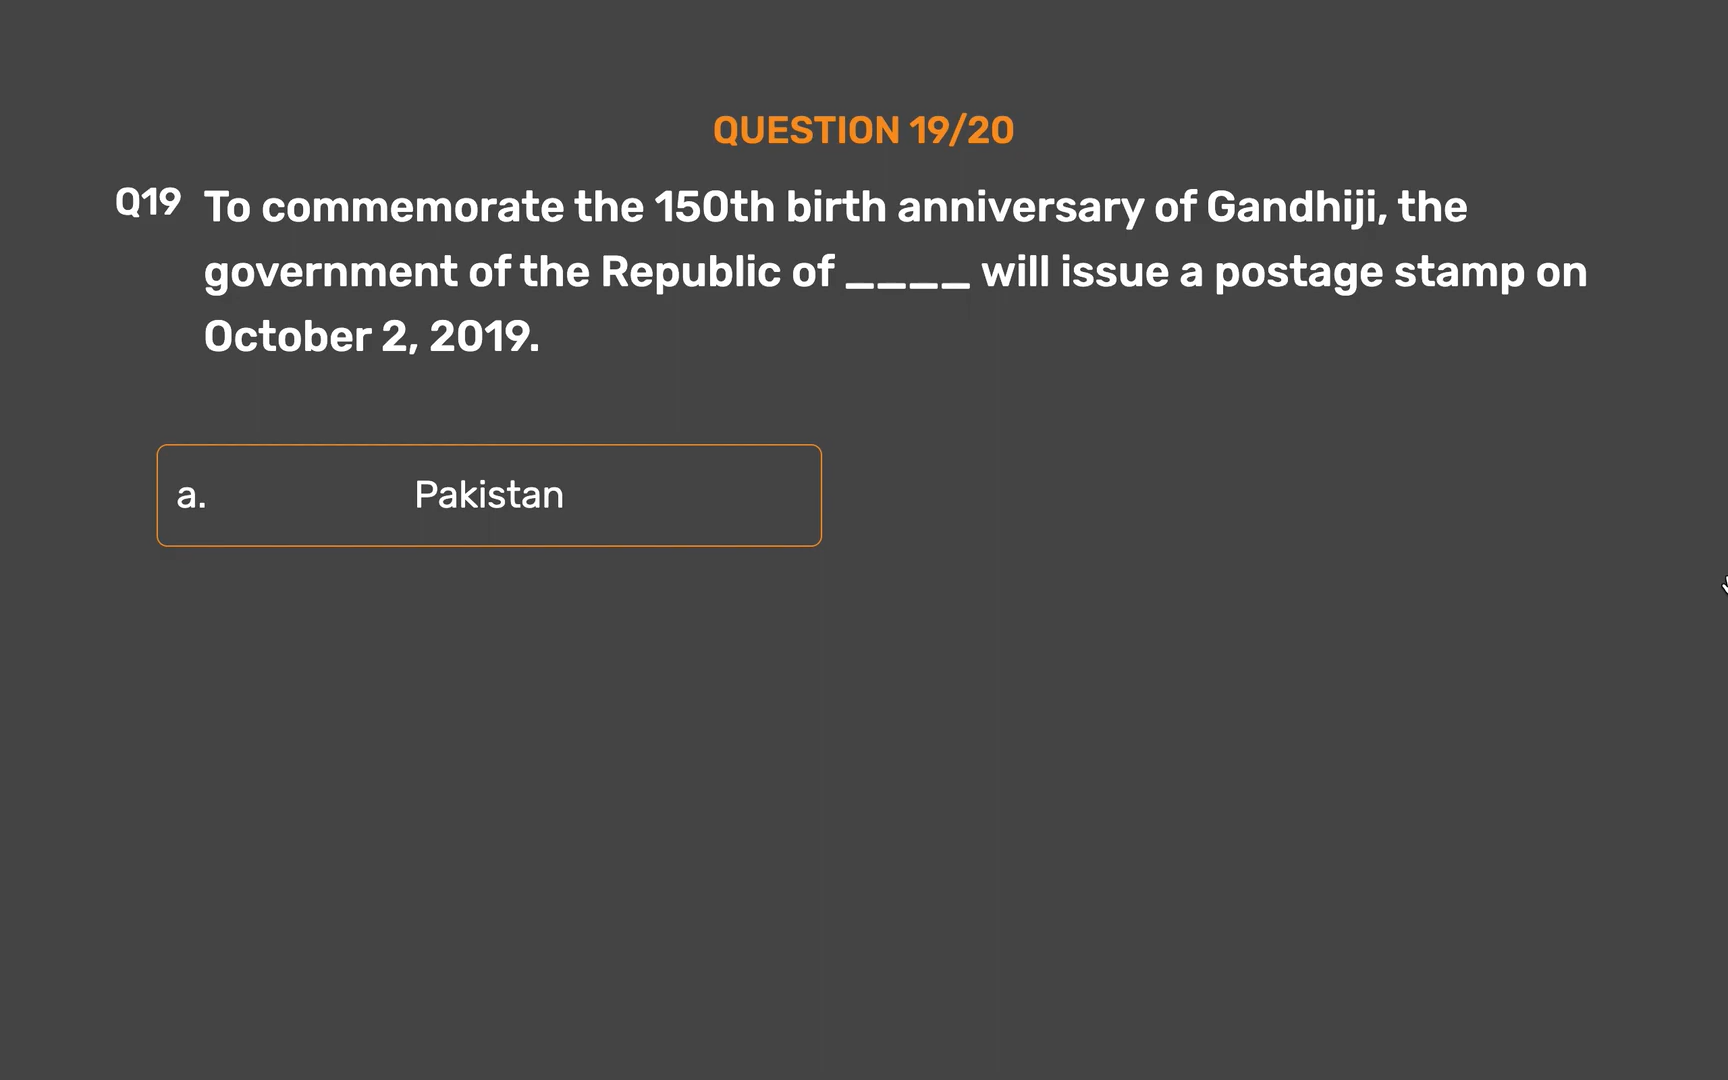 QUESTION 19/20
Q19 To commemorate the 150th birth anniversary of Gandhiji, the
government of the Republic of ____ will issue a postage stamp on
October 2, 2019.
a. Pakistan